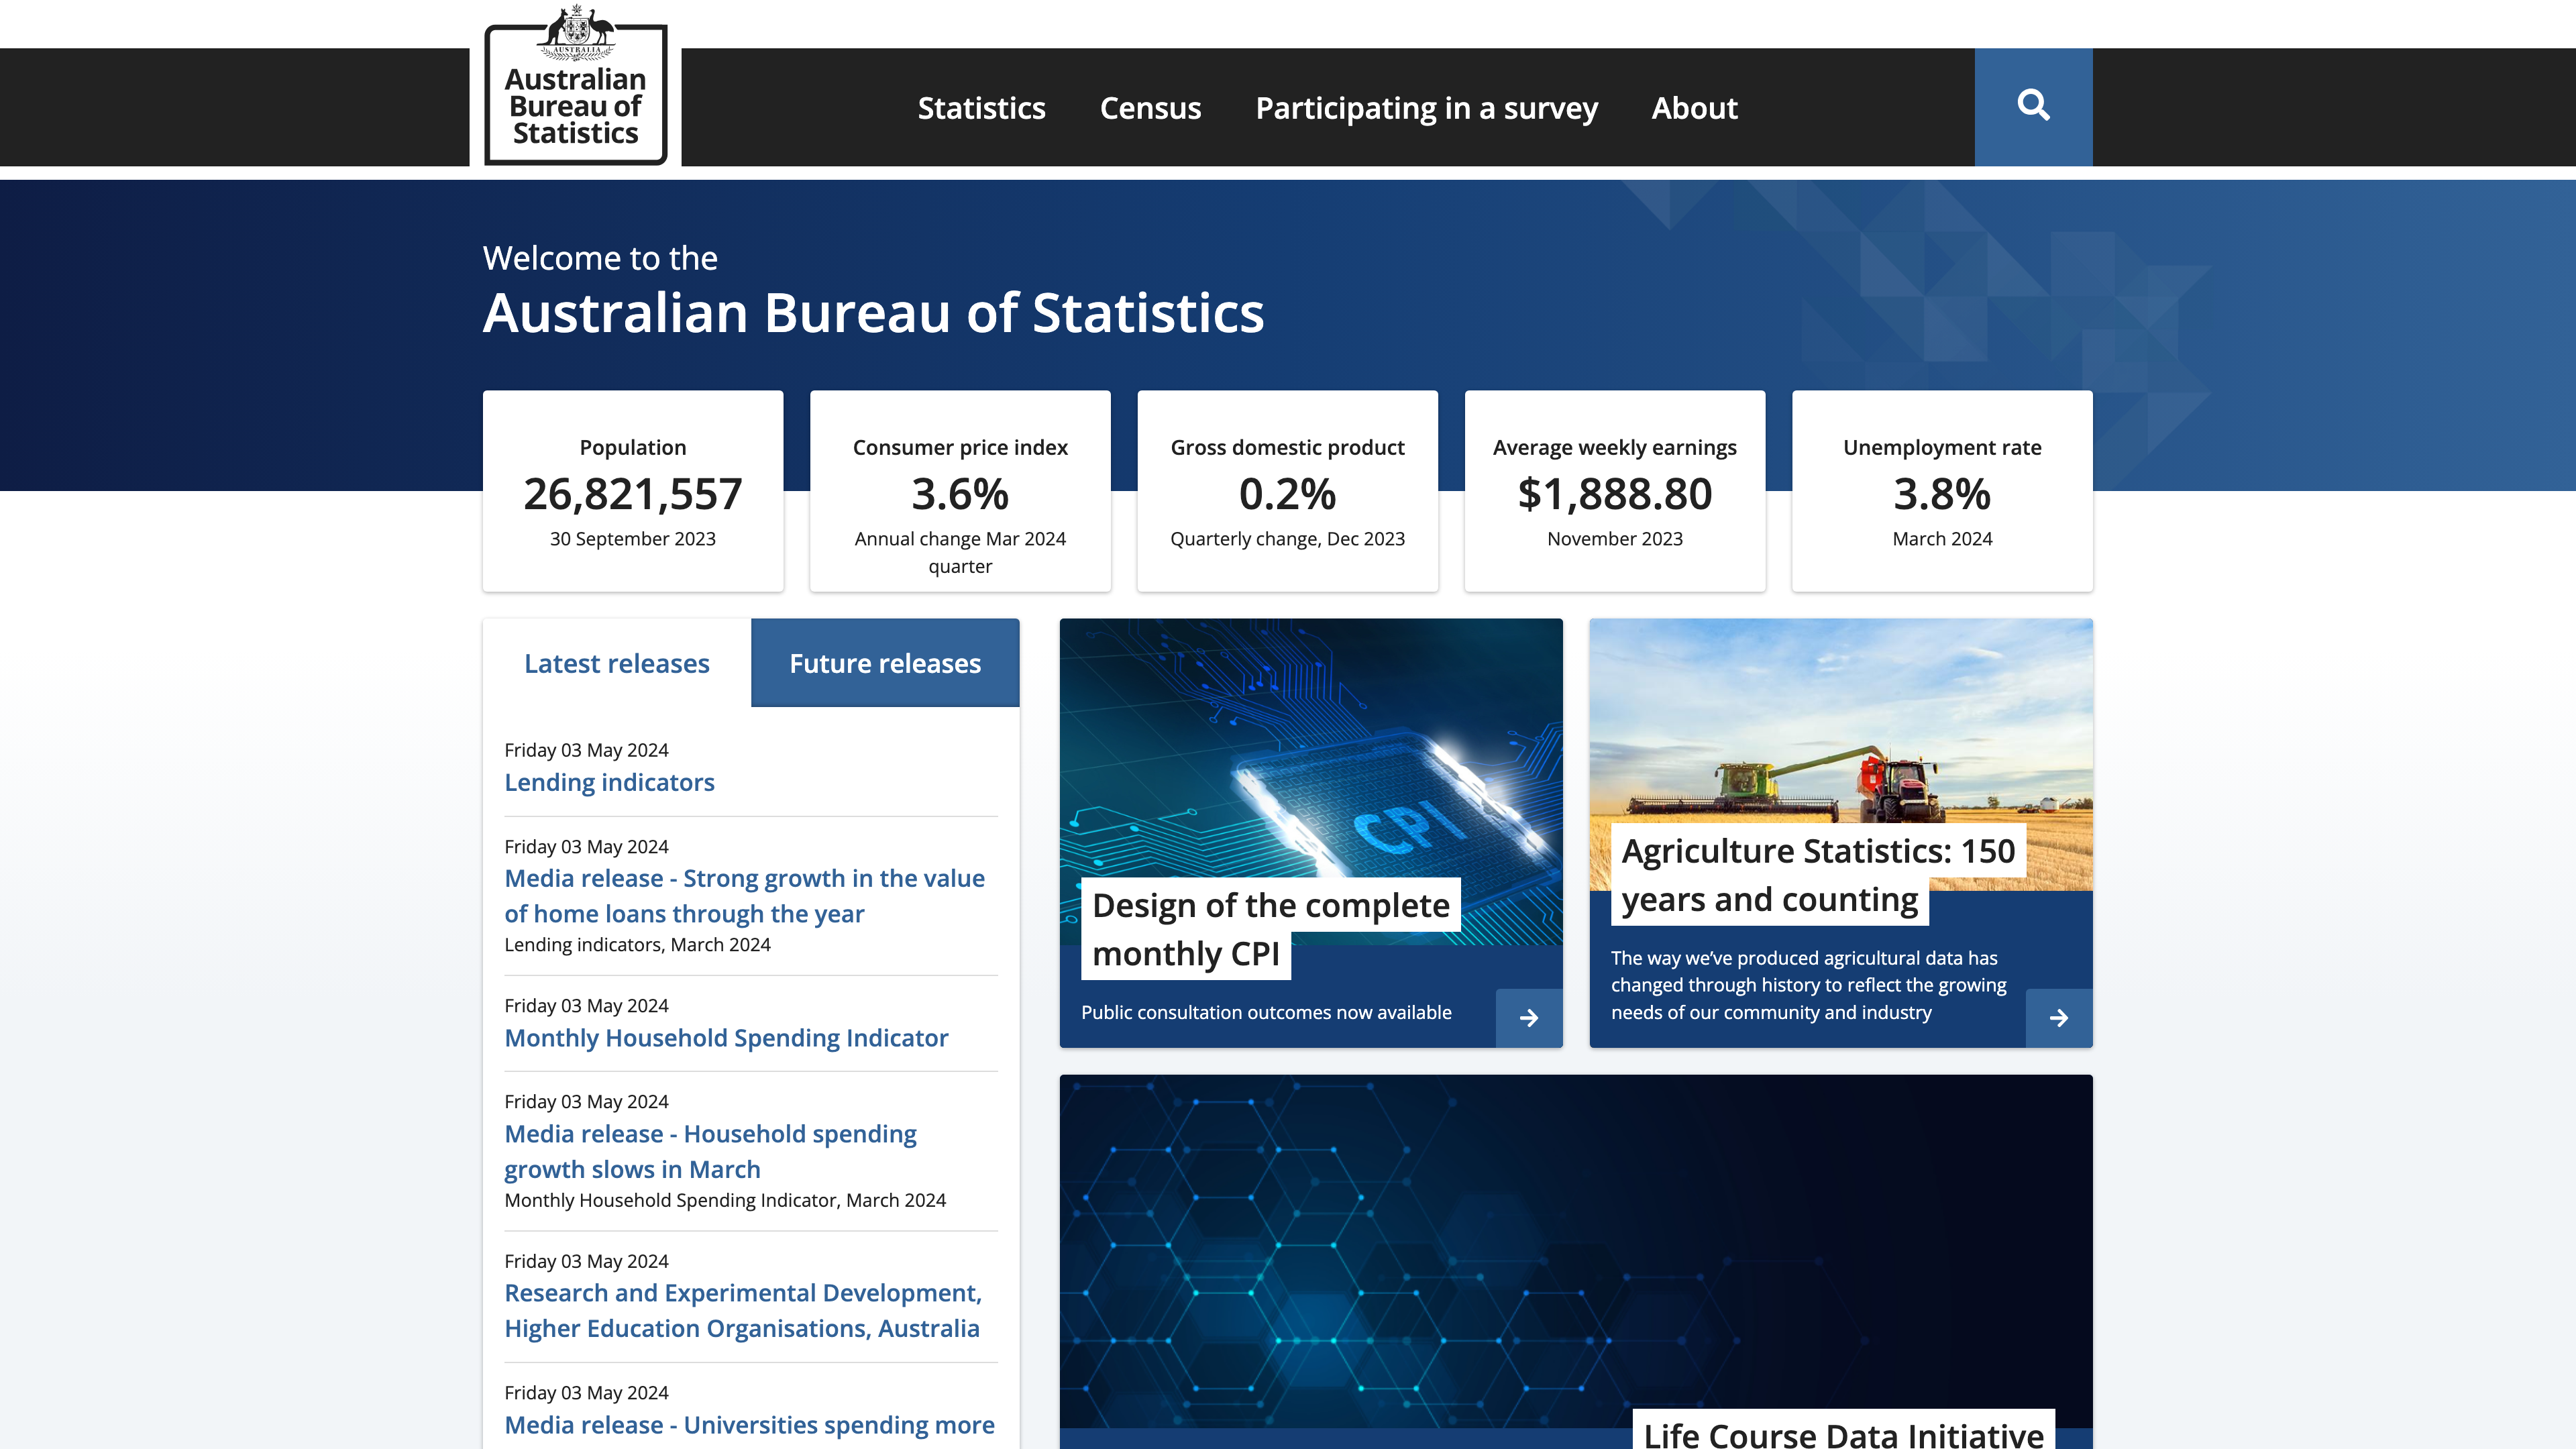 AUSTRALIA
Australian
Bureau of
Statistics
Statistics
Census
Participating in a survey
About
Welcome to the
Australian Bureau of Statistics
Population
26,821,557
30 September 2023
Consumer price index
3.6%
Annual change Mar 2024
quarter
Gross domestic product
0.2%
Quarterly change, Dec 2023
Average weekly earnings
$1,888.80
November 2023
Unemployment rate
3.8%
March 2024
Latest releases
Future releases
Friday 03 May 2024
Lending indicators
Friday 03 May 2024
Media release - Strong growth in the value
of home loans through the year
Lending indicators, March 2024
Friday 03 May 2024
Monthly Household Spending Indicator
Friday 03 May 2024
Media release - Household spending
growth slows in March
Monthly Household Spending Indicator, March 2024
Friday 03 May 2024
Research and Experimental Development,
Higher Education Organisations, Australia
Friday 03 May 2024
Media release - Universities spending more
CPI
Design of the complete
monthly CPI
Public consultation outcomes now available
Agriculture Statistics: 150
years and counting
The way we’ve produced agricultural data has
changed through history to reflect the growing
needs of our community and industry
Life Course Data Initiative